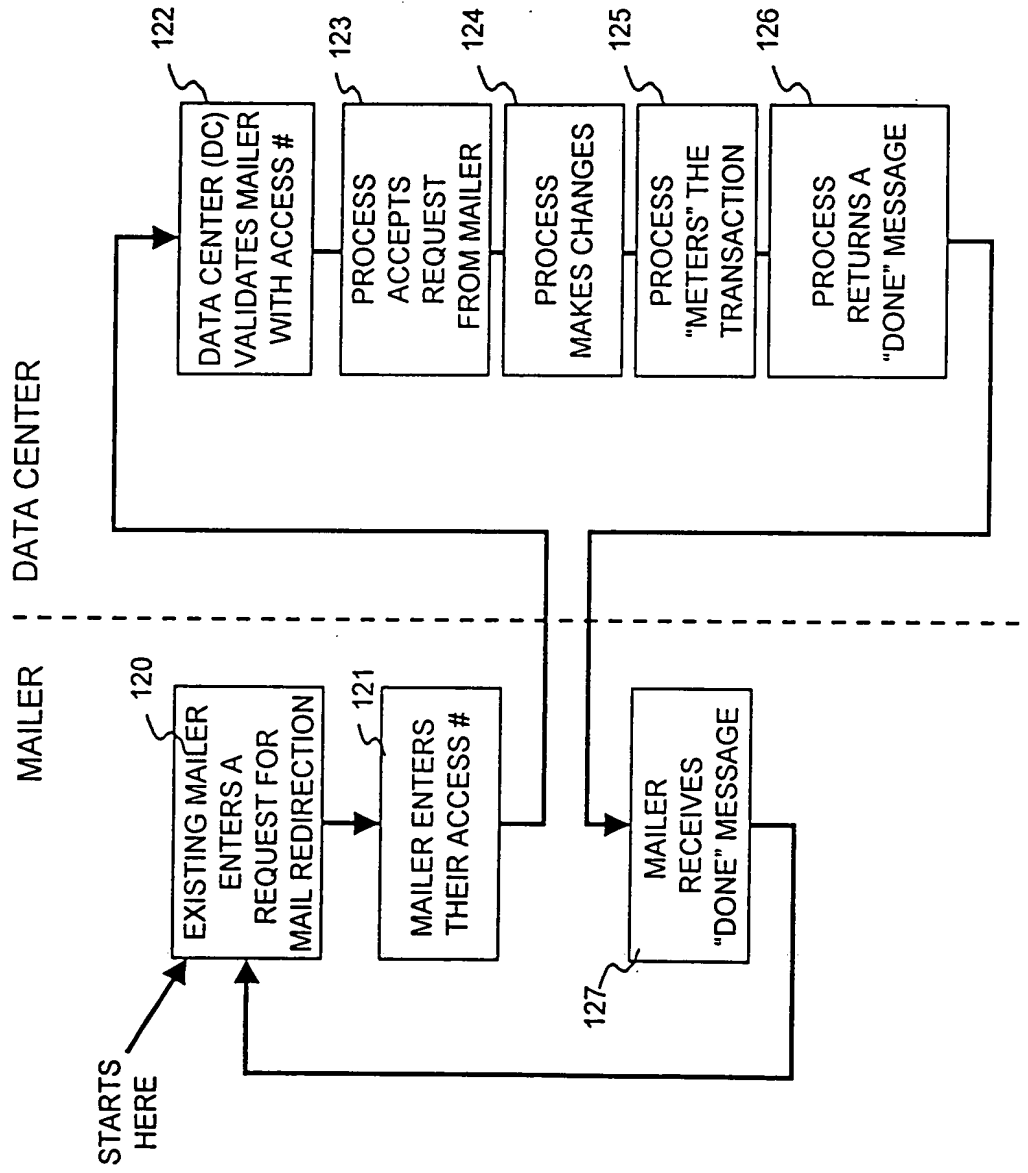 MAILER
DATA CENTER
STARTS
HERE
EXISTING MAILER
ENTERS A
REQUEST FOR
MAIL REDIRECTION
120
MAILER ENTERS
THEIR ACCESS #
121
DATA CENTER (DC)
VALIDATES MAILER
WITH ACCESS #
122
PROCESS
ACCEPTS
REQUEST
FROM MAILER
123
PROCESS
MAKES CHANGES
124
PROCESS
"METERS" THE
TRANSACTION
125
PROCESS
RETURNS A
"DONE" MESSAGE
126
MAILER
RECEIVES
"DONE" MESSAGE
127